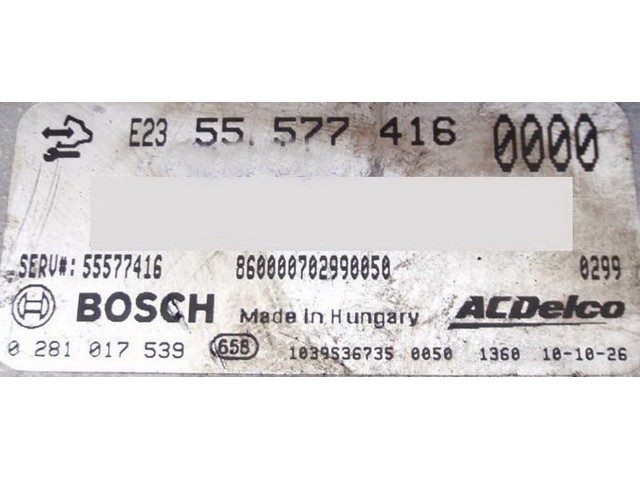 E23 55 577 416 0000
SERV#: 55577416 860000702990050 0299
BOSCH Made in Hungary ACDelco
0 281 017 539 658 1039S36735 0050 1360 10-10-26